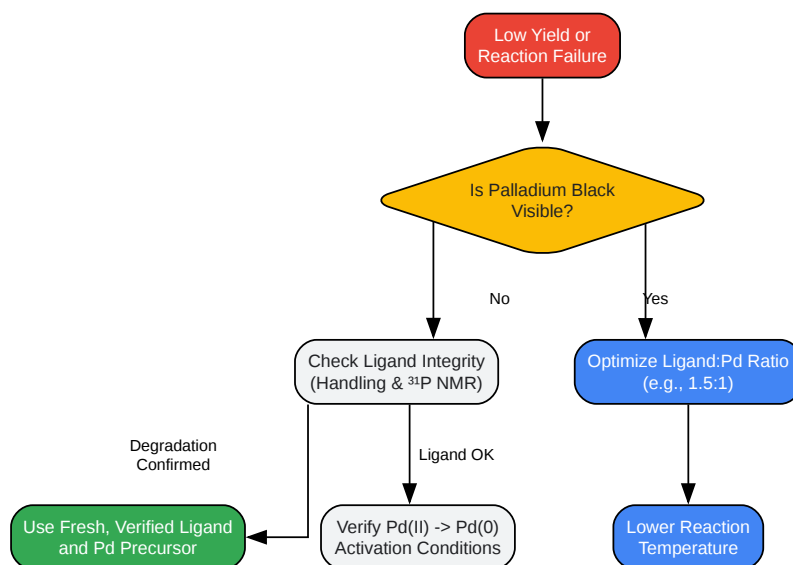 Low Yield or
Reaction Failure
Is Palladium Black
Visible?
No
Yes
Check Ligand Integrity
(Handling & ³¹P NMR)
Optimize Ligand:Pd Ratio
(e.g., 1.5:1)
Degradation
Confirmed
Ligand OK
Use Fresh, Verified Ligand
and Pd Precursor
Verify Pd(II) -> Pd(0)
Activation Conditions
Lower Reaction
Temperature